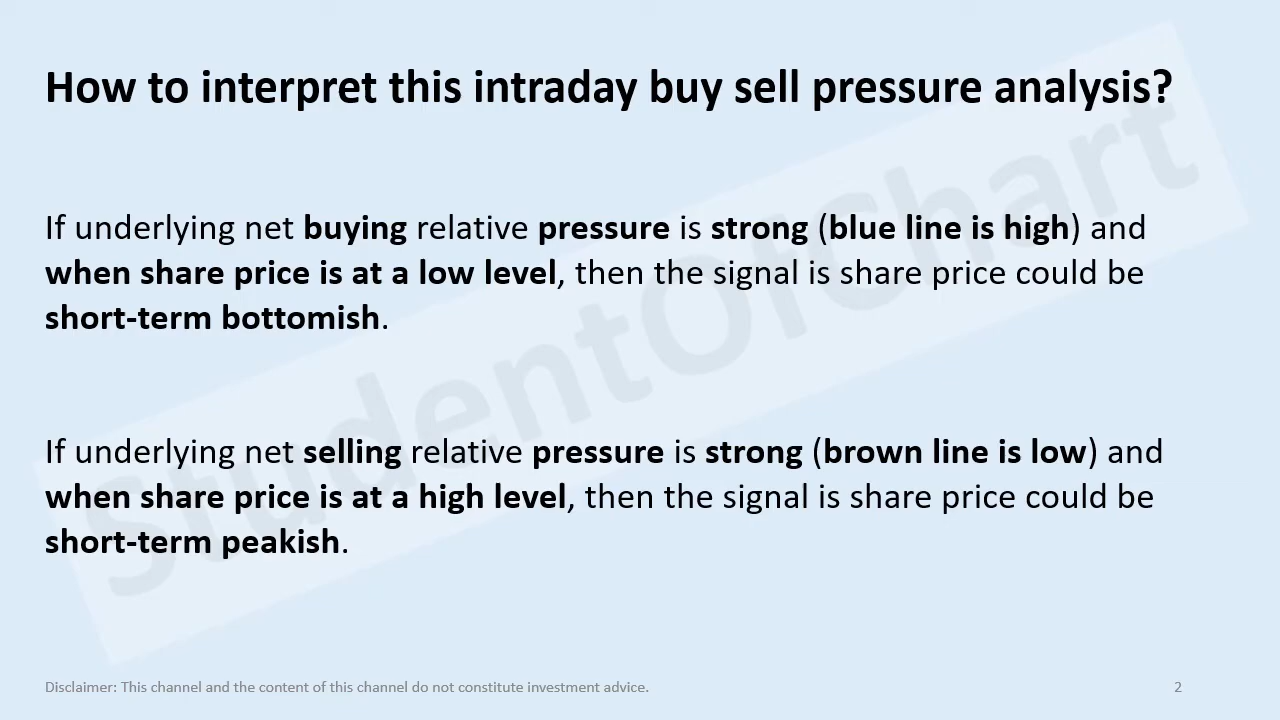 How to interpret this intraday buy sell pressure analysis?
If underlying net buying relative pressure is strong (blue line is high) and
when share price is at a low level, then the signal is share price could be
short-term bottomish.
If underlying net selling relative pressure is strong (brown line is low) and
when share price is at a high level, then the signal is share price could be
short-term peakish.
StudentOfChart
Disclaimer: This channel and the content of this channel do not constitute investment advice.
2